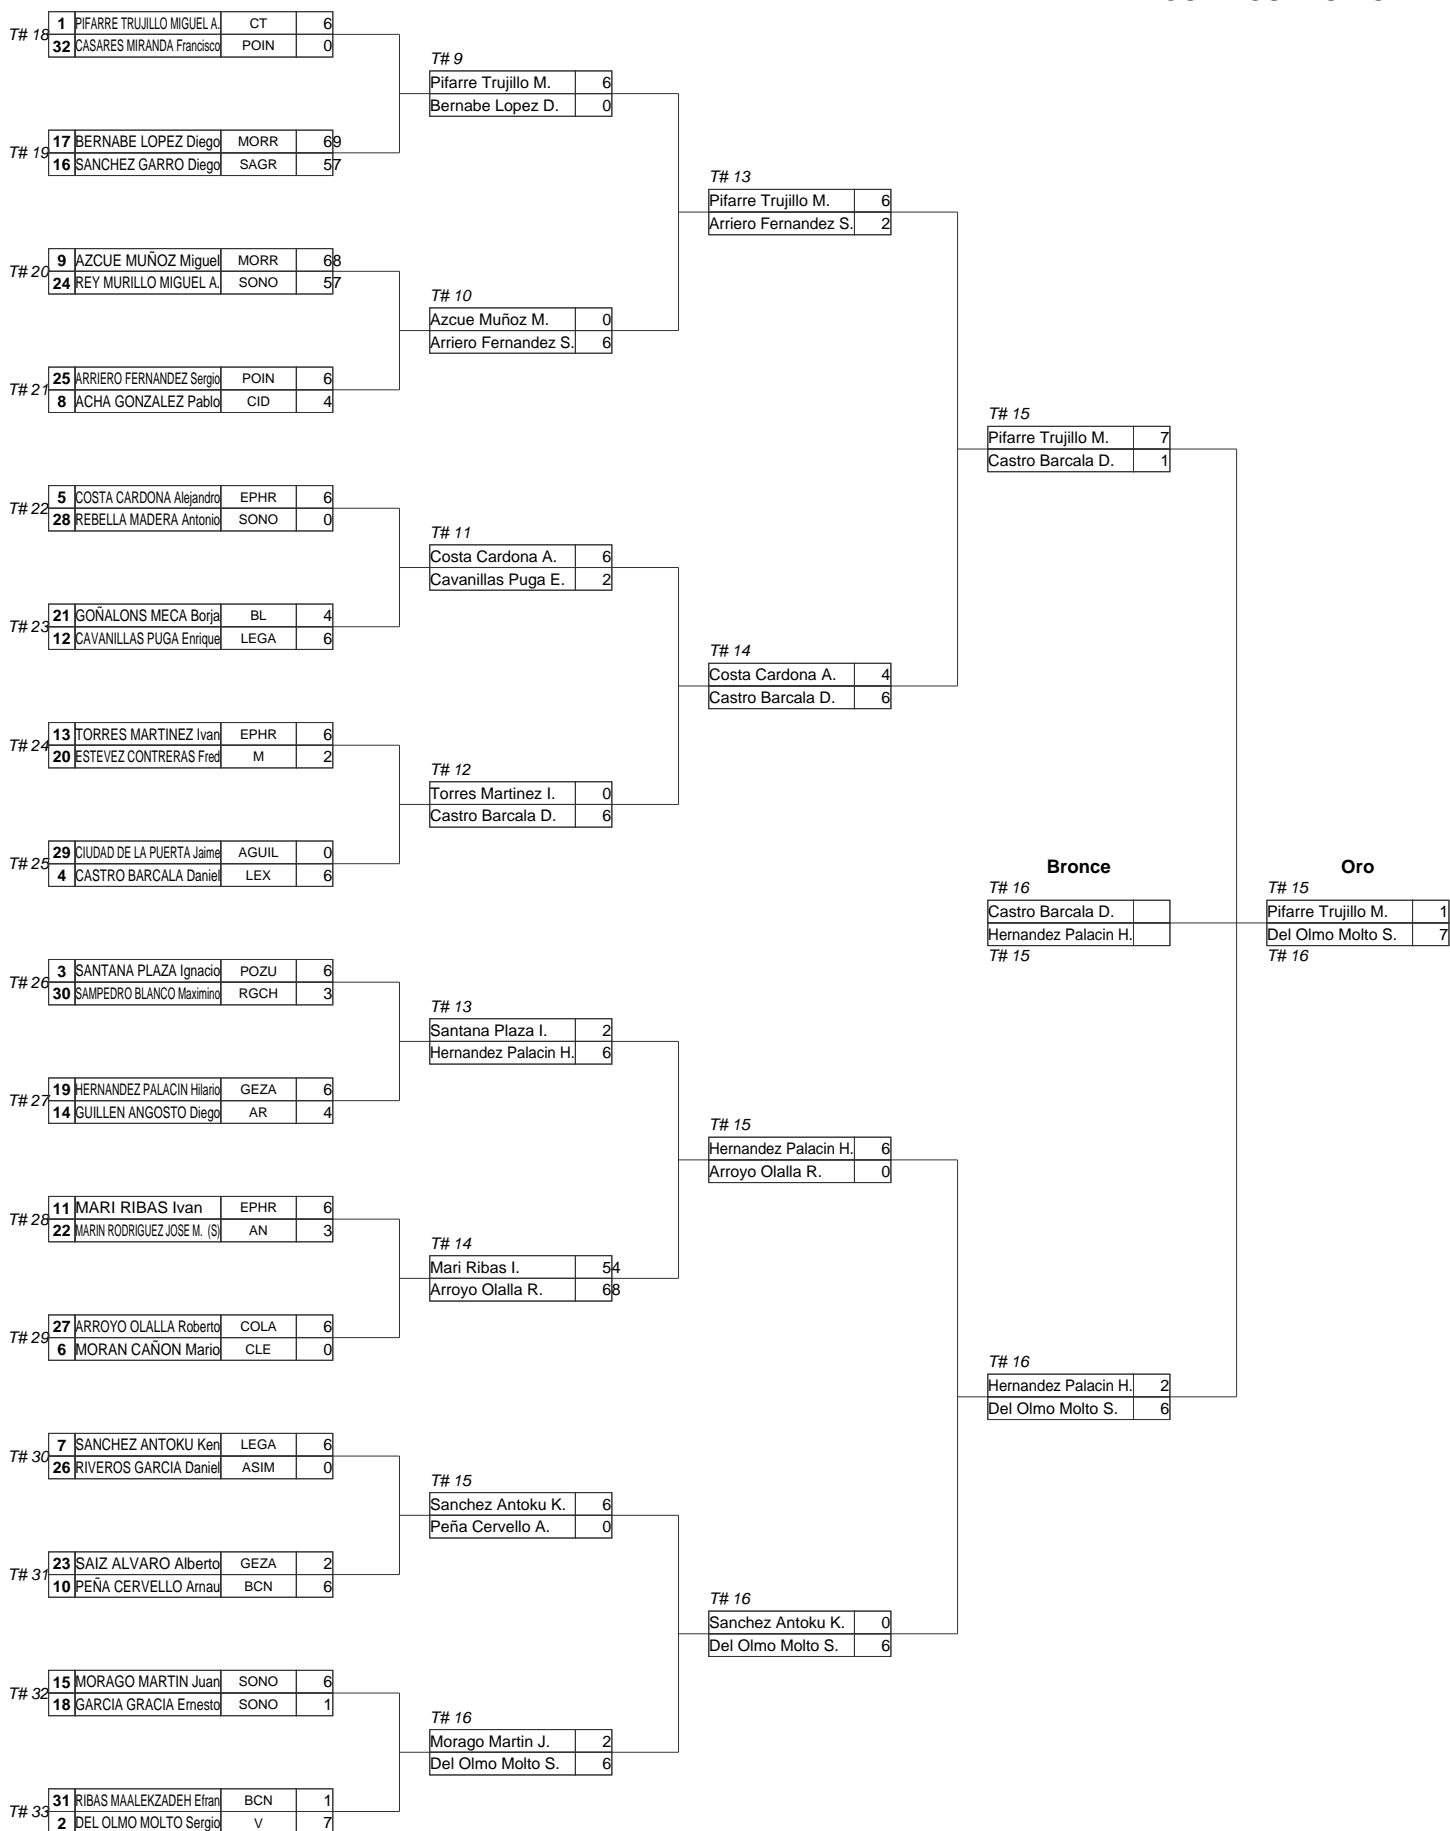 T# 18
1 PIFARRE TRUJILLO MIGUEL A. CT 6
32 CASARES MIRANDA Francisco POIN 0
T# 19
17 BERNABE LOPEZ Diego MORR 69
16 SANCHEZ GARRO Diego SAGR 57
T# 20
9 AZCUE MUÑOZ Miguel MORR 68
24 REY MURILLO MIGUEL A. SONO 57
T# 21
25 ARRIERO FERNANDEZ Sergio POIN 6
8 ACHA GONZALEZ Pablo CID 4
T# 22
5 COSTA CARDONA Alejandro EPHR 6
28 REBELLA MADERA Antonio SONO 0
T# 23
21 GOÑALONS MECA Borja BL 4
12 CAVANILLAS PUGA Enrique LEGA 6
T# 24
13 TORRES MARTINEZ Ivan EPHR 6
20 ESTEVEZ CONTRERAS Fred M 2
T# 25
29 CIUDAD DE LA PUERTA Jaime AGUIL 0
4 CASTRO BARCALA Daniel LEX 6
T# 26
3 SANTANA PLAZA Ignacio POZU 6
30 SAMPEDRO BLANCO Maximino RGCH 3
T# 27
19 HERNANDEZ PALACIN Hilario GEZA 6
14 GUILLEN ANGOSTO Diego AR 4
T# 28
11 MARI RIBAS Ivan EPHR 6
22 MARIN RODRIGUEZ JOSE M. (S) AN 3
T# 29
27 ARROYO OLALLA Roberto COLA 6
6 MORAN CAÑON Mario CLE 0
T# 30
7 SANCHEZ ANTOKU Ken LEGA 6
26 RIVEROS GARCIA Daniel ASIM 0
T# 31
23 SAIZ ALVARO Alberto GEZA 2
10 PEÑA CERVELLO Arnau BCN 6
T# 32
15 MORAGO MARTIN Juan SONO 6
18 GARCIA GRACIA Ernesto SONO 1
T# 33
31 RIBAS MAALEKZADEH Efran BCN 1
2 DEL OLMO MOLTO Sergio V 7
T# 9
Pifarre Trujillo M. 6
Bernabe Lopez D. 0
T# 10
Azcue Muñoz M. 0
Arriero Fernandez S. 6
T# 11
Costa Cardona A. 6
Cavanillas Puga E. 2
T# 12
Torres Martinez I. 0
Castro Barcala D. 6
T# 13
Santana Plaza I. 2
Hernandez Palacin H. 6
T# 14
Mari Ribas I. 54
Arroyo Olalla R. 68
T# 15
Sanchez Antoku K. 6
Peña Cervello A. 0
T# 16
Morago Martin J. 2
Del Olmo Molto S. 6
T# 13
Pifarre Trujillo M. 6
Arriero Fernandez S. 2
T# 14
Costa Cardona A. 4
Castro Barcala D. 6
T# 15
Hernandez Palacin H. 6
Arroyo Olalla R. 0
T# 16
Sanchez Antoku K. 0
Del Olmo Molto S. 6
T# 15
Pifarre Trujillo M. 7
Castro Barcala D. 1
Bronce
T# 16
Castro Barcala D.
Hernandez Palacin H.
T# 15
T# 16
Hernandez Palacin H. 2
Del Olmo Molto S. 6
Oro
T# 15
Pifarre Trujillo M. 1
Del Olmo Molto S. 7
T# 16